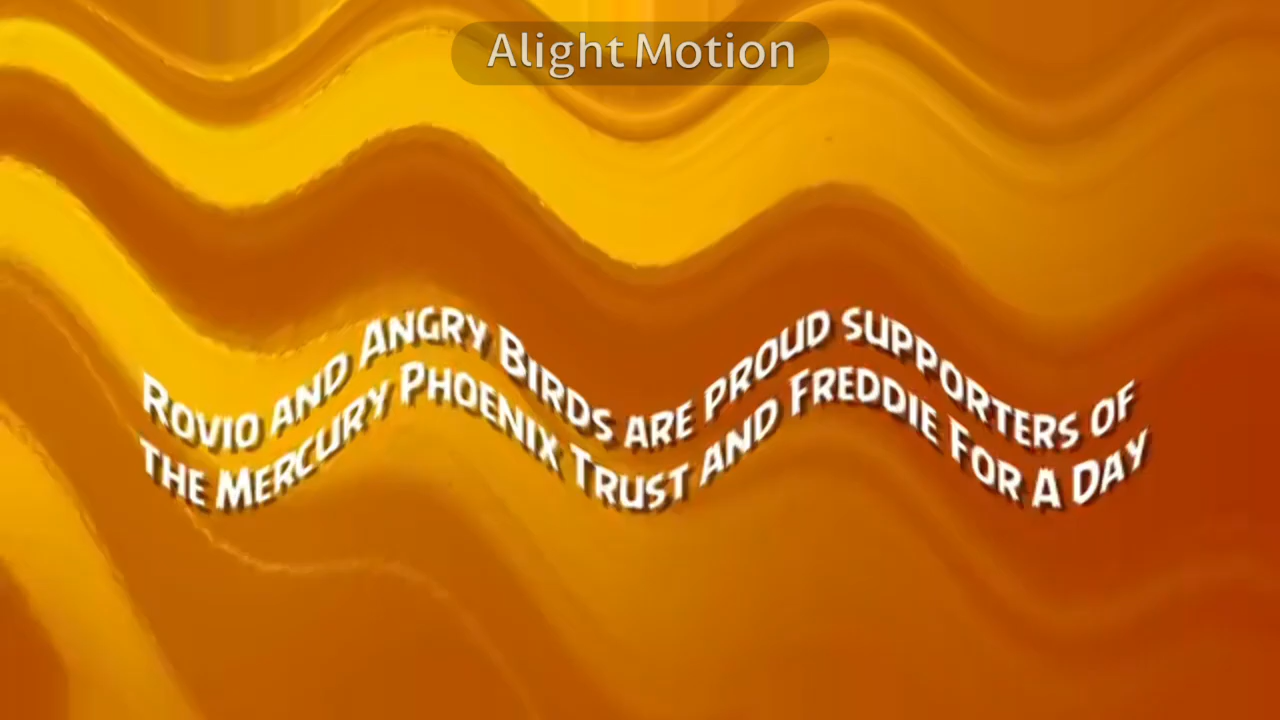 Alight Motion
Rovio and Angry Birds are proud supporters of
the Mercury Phoenix Trust and Freddie For A Day